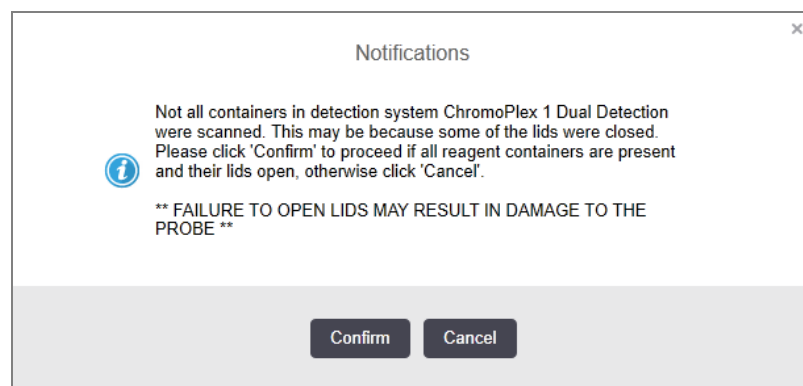 ×
Notifications
Not all containers in detection system ChromoPlex 1 Dual Detection
were scanned. This may be because some of the lids were closed.
Please click 'Confirm' to proceed if all reagent containers are present
and their lids open, otherwise click 'Cancel'.
** FAILURE TO OPEN LIDS MAY RESULT IN DAMAGE TO THE
PROBE **
Confirm Cancel